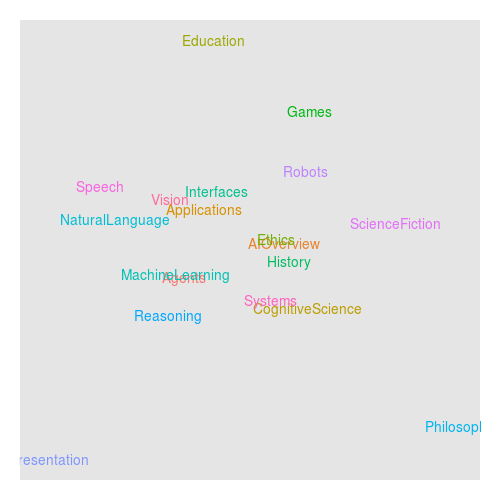 Education
Games
Robots
Speech
Interfaces
Vision
Applications
NaturalLanguage
ScienceFiction
Ethics
AIOverview
History
MachineLearning
Agents
Systems
CognitiveScience
Reasoning
Philosopl
resentation